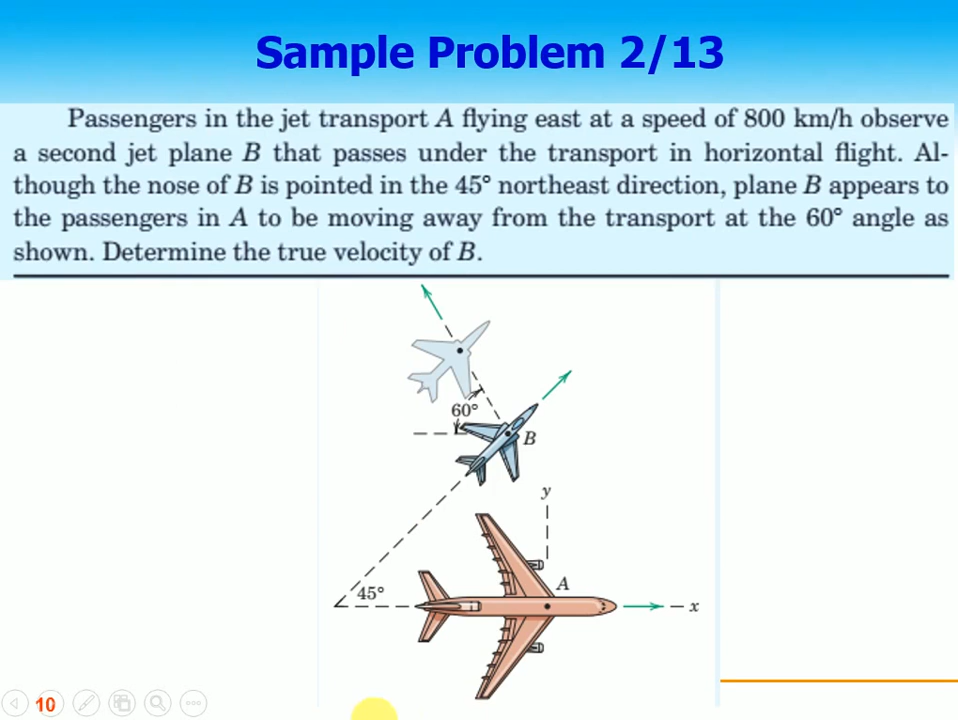 Sample Problem 2/13
Passengers in the jet transport A flying east at a speed of 800 km/h observe
a second jet plane B that passes under the transport in horizontal flight. Al-
though the nose of B is pointed in the 45° northeast direction, plane B appears to
the passengers in A to be moving away from the transport at the 60° angle as
shown. Determine the true velocity of B.
60°
B
y
A
45°
x
10